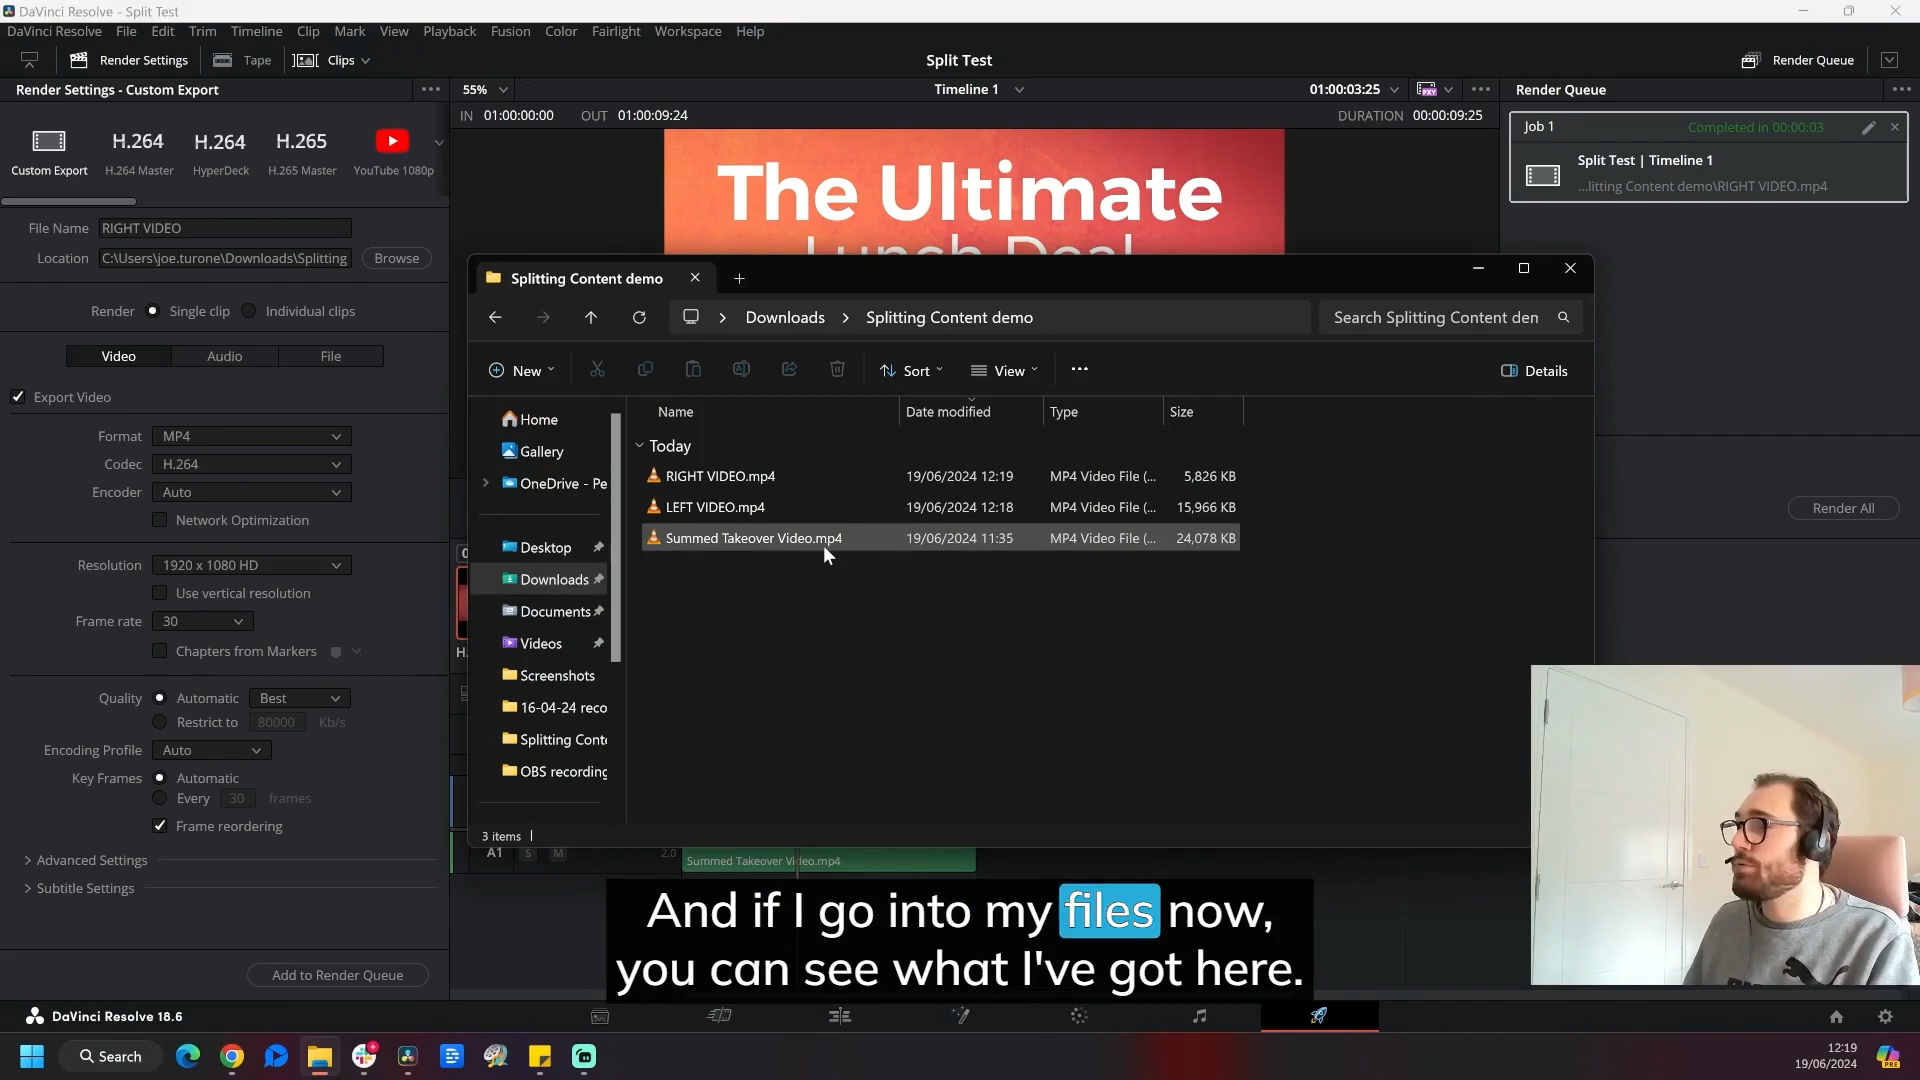 DaVinci Resolve - Split Test
DaVinci Resolve File Edit Trim Timeline Clip Mark View Playback Fusion Color Fairlight Workspace Help
Render Settings Tape Clips Split Test Render Queue
Render Settings - Custom Export 55% Timeline 1 01:00:03:25 Render Queue
IN 01:00:00:00 OUT 01:00:09:24 DURATION 00:00:09:25
H.264 H.264 H.265
Custom Export H.264 Master HyperDeck H.265 Master YouTube 1080p
The Ultimate
Lunch Deal
Job 1 Completed in 00:00:03
Split Test | Timeline 1
...litting Content demo\RIGHT VIDEO.mp4
File Name RIGHT VIDEO
Location C:\Users\joe.turone\Downloads\Splitting Browse
Render Single clip Individual clips
Video Audio File
Export Video
Format MP4
Codec H.264
Encoder Auto
Network Optimization
Resolution 1920 x 1080 HD
Use vertical resolution
Frame rate 30
Chapters from Markers
Quality Automatic Best
Restrict to 80000 Kb/s
Encoding Profile Auto
Key Frames Automatic
Every 30 frames
Frame reordering
Advanced Settings
Subtitle Settings
Add to Render Queue
Splitting Content demo
Downloads Splitting Content demo Search Splitting Content den
New Sort View Details
Home
Gallery
OneDrive - Pe
Desktop
Downloads
Documents
Videos
Screenshots
16-04-24 reco
Splitting Conte
OBS recording
Name Date modified Type Size
Today
RIGHT VIDEO.mp4 19/06/2024 12:19 MP4 Video File (... 5,826 KB
LEFT VIDEO.mp4 19/06/2024 12:18 MP4 Video File (... 15,966 KB
Summed Takeover Video.mp4 19/06/2024 11:35 MP4 Video File (... 24,078 KB
3 items
Render All
A1 S M 2.0 Summed Takeover Video.mp4
And if I go into my files now,
you can see what I've got here.
DaVinci Resolve 18.6
Search
12:19
19/06/2024